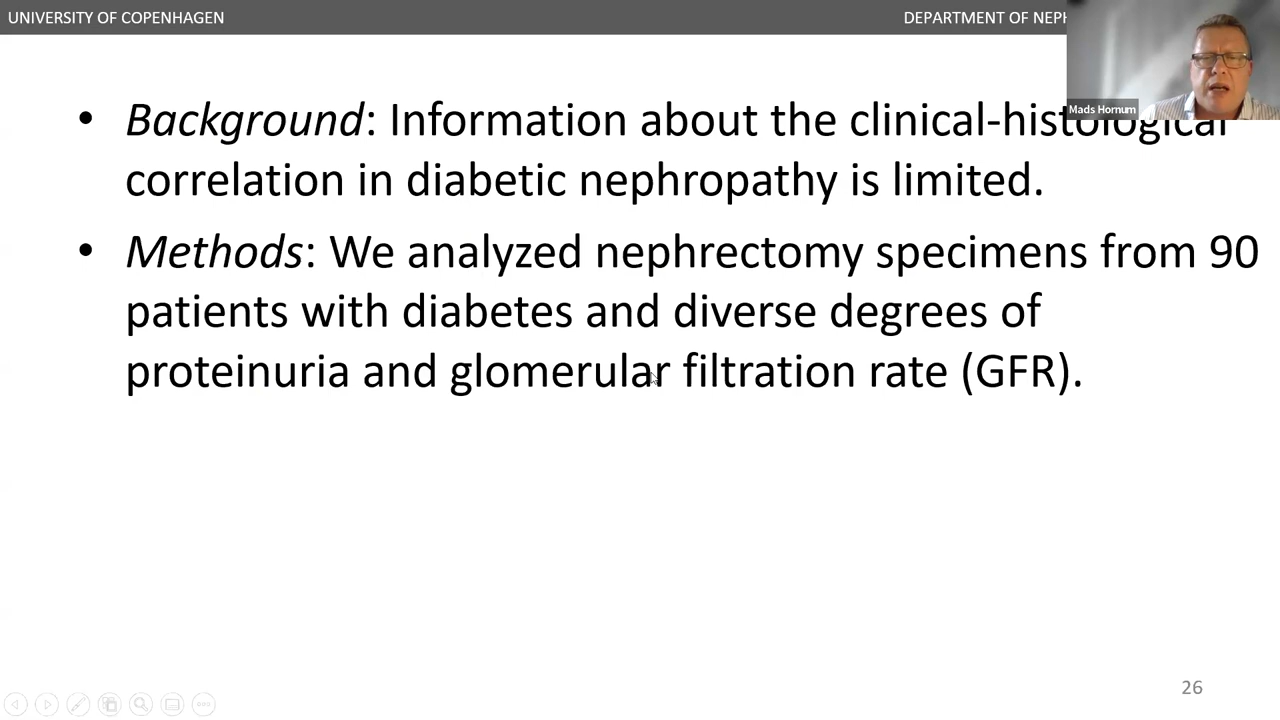 UNIVERSITY OF COPENHAGEN
DEPARTMENT OF
Mads Hornum
• Background: Information about the clinical-histological
correlation in diabetic nephropathy is limited.
• Methods: We analyzed nephrectomy specimens from 90
patients with diabetes and diverse degrees of
proteinuria and glomerular filtration rate (GFR).
26